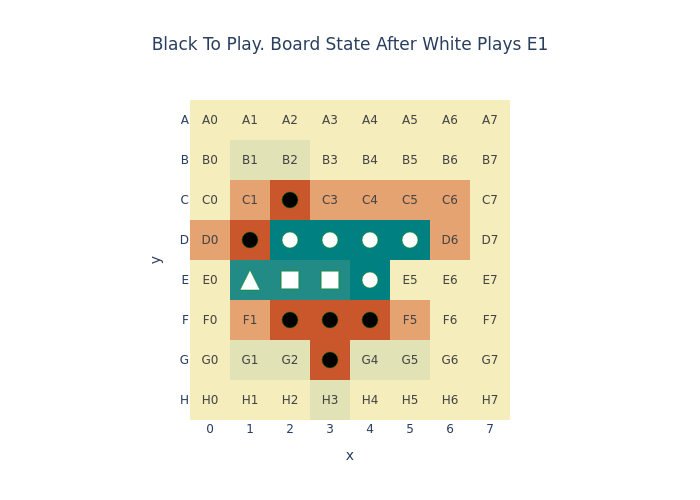 Black To Play. Board State After White Plays E1
A A0 A1 A2 A3 A4 A5 A6 A7
B B0 B1 B2 B3 B4 B5 B6 B7
C C0 C1 C3 C4 C5 C6 C7
D D0 D6 D7
y
E E0 E5 E6 E7
F F0 F1 F5 F6 F7
G G0 G1 G2 G4 G5 G6 G7
H H0 H1 H2 H3 H4 H5 H6 H7
0 1 2 3 4 5 6 7
x